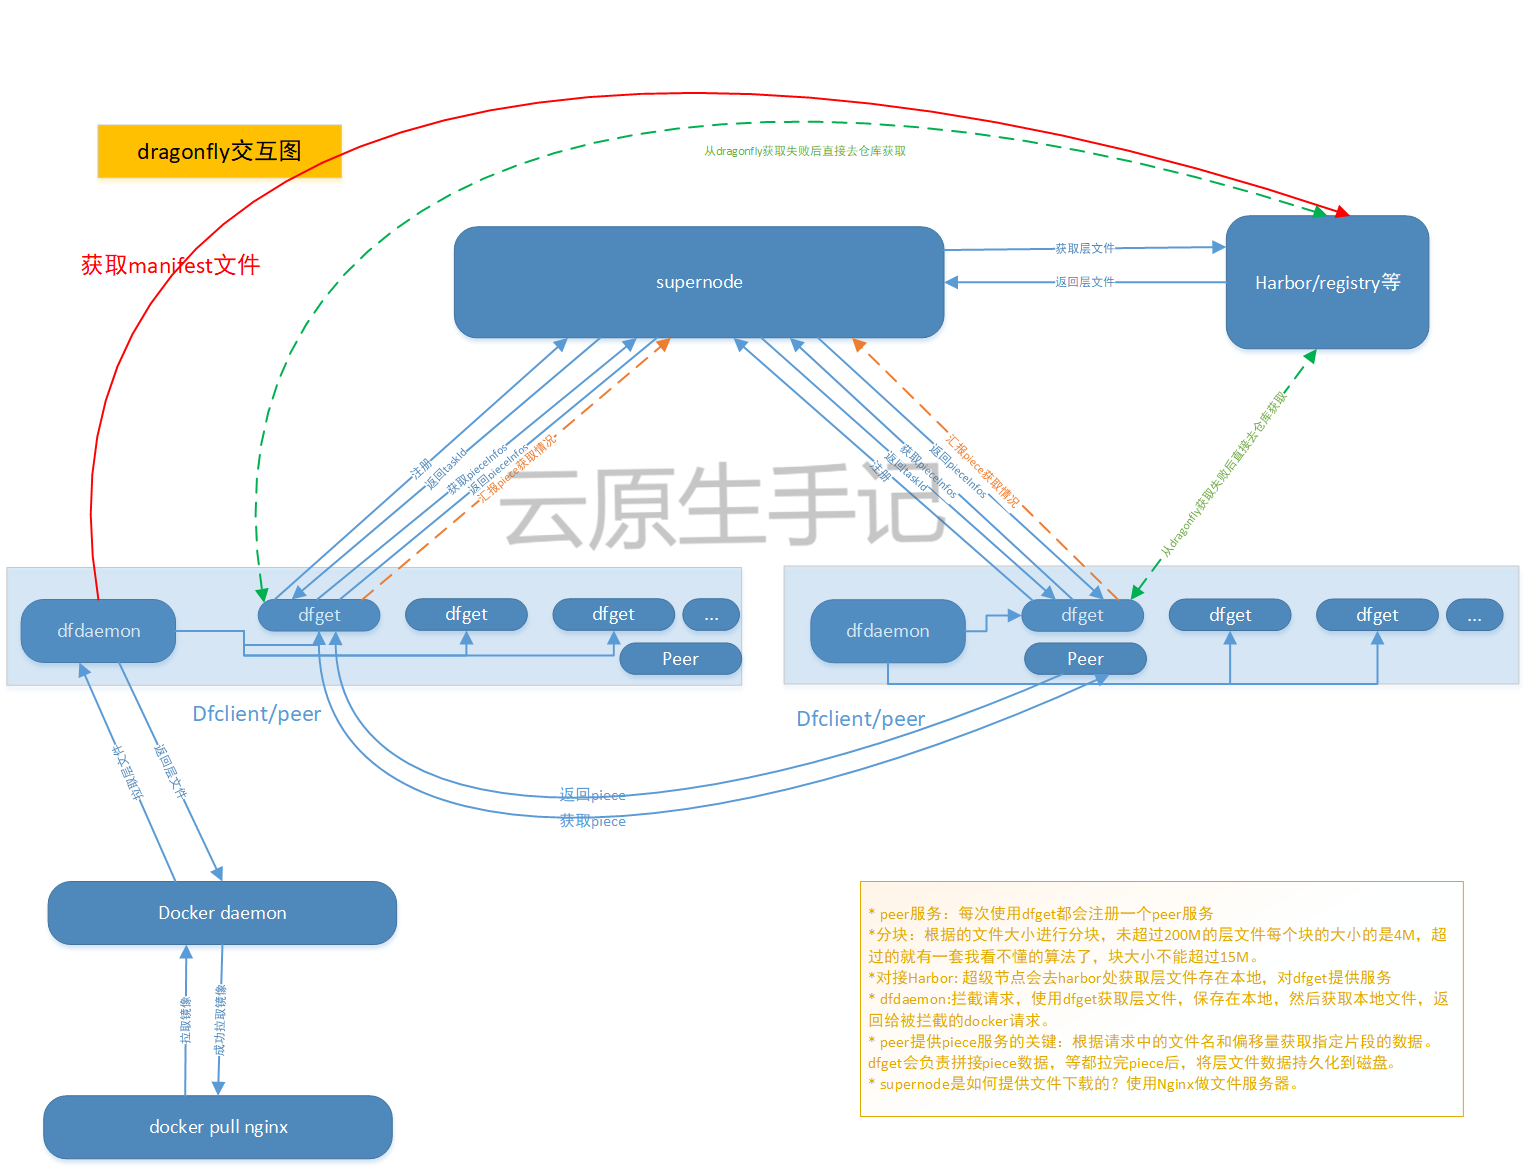 dragonfly交互图
从dragonfly获取失败后直接去仓库获取
获取manifest文件
supernode
获取层文件
返回层文件
Harbor/registry等
注册
返回taskId
获取pieceInfos
返回pieceInfos
汇报piece获取情况
汇报piece获取情况
返回pieceInfos
获取pieceInfos
返回taskId
注册
从dragonfly获取失败后直接去仓库获取
云原生手记
dfdaemon
dfget
dfget
dfget
...
Peer
dfdaemon
dfget
dfget
dfget
...
Peer
Dfclient/peer
Dfclient/peer
拉取层文件
返回层文件
返回piece
获取piece
Docker daemon
拉取镜像
成功拉取镜像
docker pull nginx
* peer服务：每次使用dfget都会注册一个peer服务
*分块：根据的文件大小进行分块，未超过200M的层文件每个块的大小的是4M，超
过的就有一套我看不懂的算法了，块大小不能超过15M。
*对接Harbor: 超级节点会去harbor处获取层文件存在本地，对dfget提供服务
* dfdaemon:拦截请求，使用dfget获取层文件，保存在本地，然后获取本地文件，返
回给被拦截的docker请求。
* peer提供piece服务的关键：根据请求中的文件名和偏移量获取指定片段的数据。
dfget会负责拼接piece数据，等都拉完piece后，将层文件数据持久化到磁盘。
* supernode是如何提供文件下载的？使用Nginx做文件服务器。